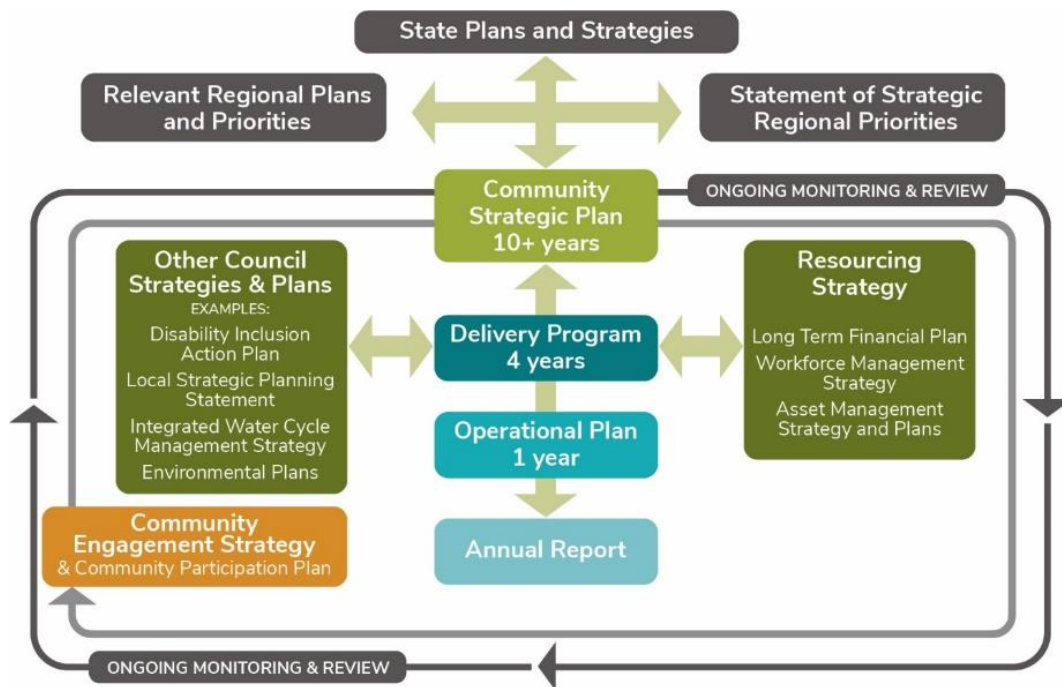 State Plans and Strategies
Relevant Regional Plans
and Priorities
Statement of Strategic
Regional Priorities
Community
Strategic Plan
10+ years
ONGOING MONITORING & REVIEW
Other Council
Strategies & Plans
EXAMPLES:
Disability Inclusion
Action Plan
Local Strategic Planning
Statement
Integrated Water Cycle
Management Strategy
Environmental Plans
Delivery Program
4 years
Resourcing
Strategy
Long Term Financial Plan
Workforce Management
Strategy
Asset Management
Strategy and Plans
Operational Plan
1 year
Community
Engagement Strategy
& Community Participation Plan
Annual Report
ONGOING MONITORING & REVIEW